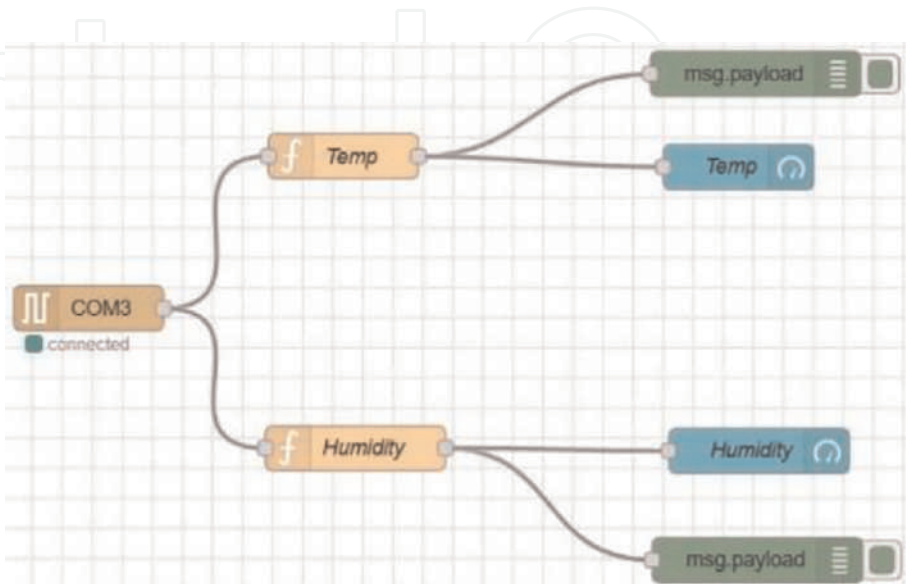 msg.payload
Temp
Temp
COM3
connected
Humidity
Humidity
msg.payload